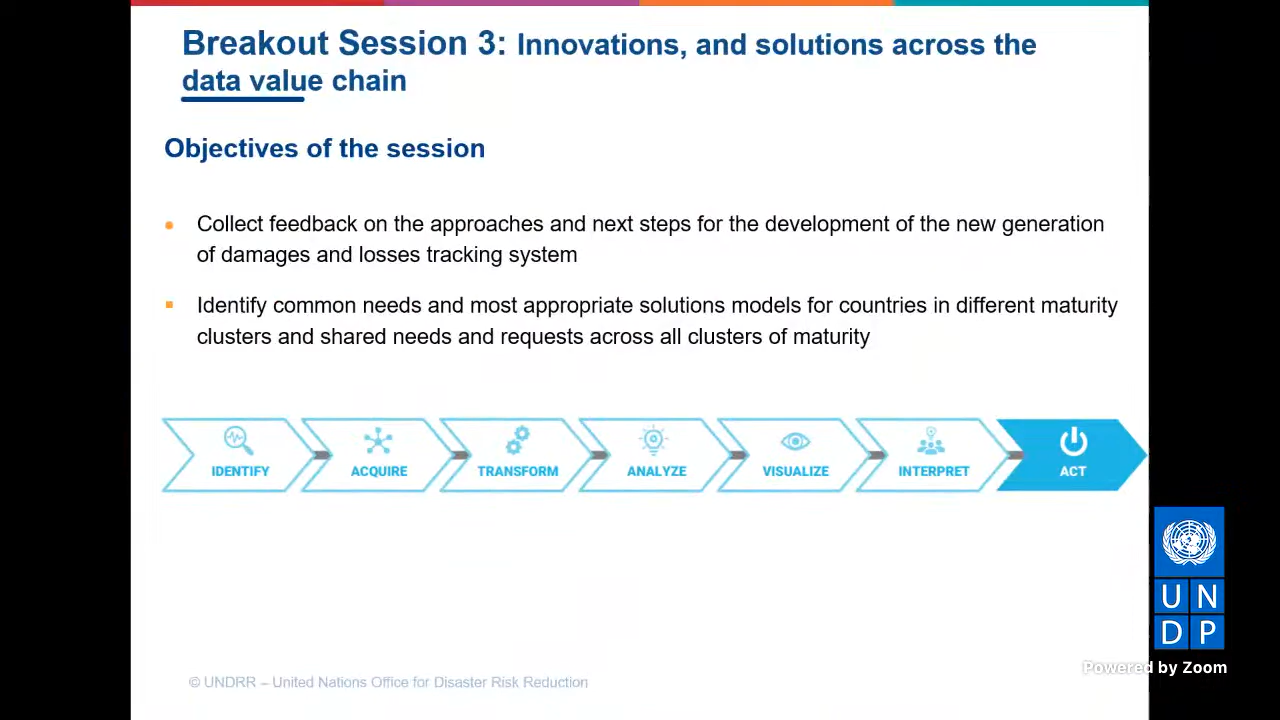 Breakout Session 3: Innovations, and solutions across the
data value chain
Objectives of the session
Collect feedback on the approaches and next steps for the development of the new generation
of damages and losses tracking system
Identify common needs and most appropriate solutions models for countries in different maturity
clusters and shared needs and requests across all clusters of maturity
IDENTIFY
ACQUIRE
TRANSFORM
ANALYZE
VISUALIZE
INTERPRET
ACT
U N
D P
Powered by Zoom
© UNDRR – United Nations Office for Disaster Risk Reduction